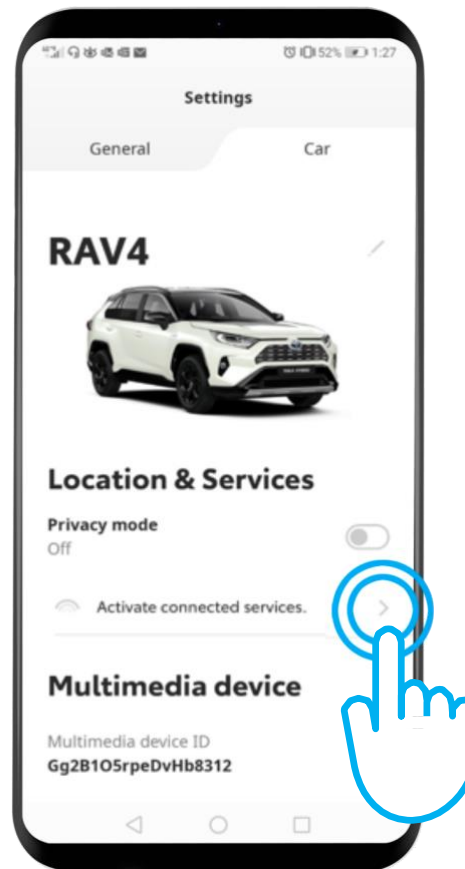 52% 1:27
Settings
General Car
RAV4
Location & Services
Privacy mode
Off
Activate connected services.
Multimedia device
Multimedia device ID
Gg2B1O5rpeDvHb8312